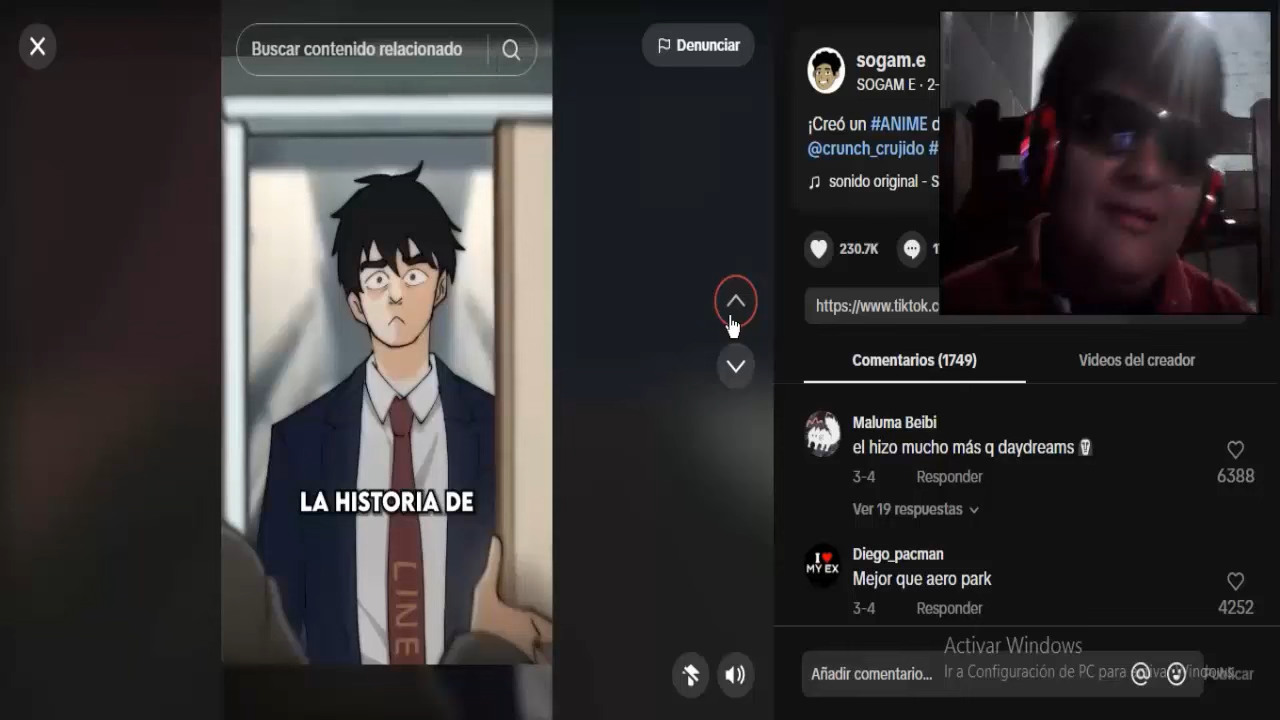 Buscar contenido relacionado
Denunciar
sogam.e
SOGAM E · 2-
¡Creó un #ANIME d
@crunch_crujido #
sonido original - S
230.7K
https://www.tiktok.c
Comentarios (1749)
Videos del creador
Maluma Beibi
el hizo mucho más q daydreams
3-4 Responder
6388
Ver 19 respuestas
I ♥
MY EX
Diego_pacman
Mejor que aero park
3-4 Responder
4252
LA HISTORIA DE
LINE
Activar Windows
Ir a Configuración de PC para activar Windows.
Añadir comentario...
Publicar